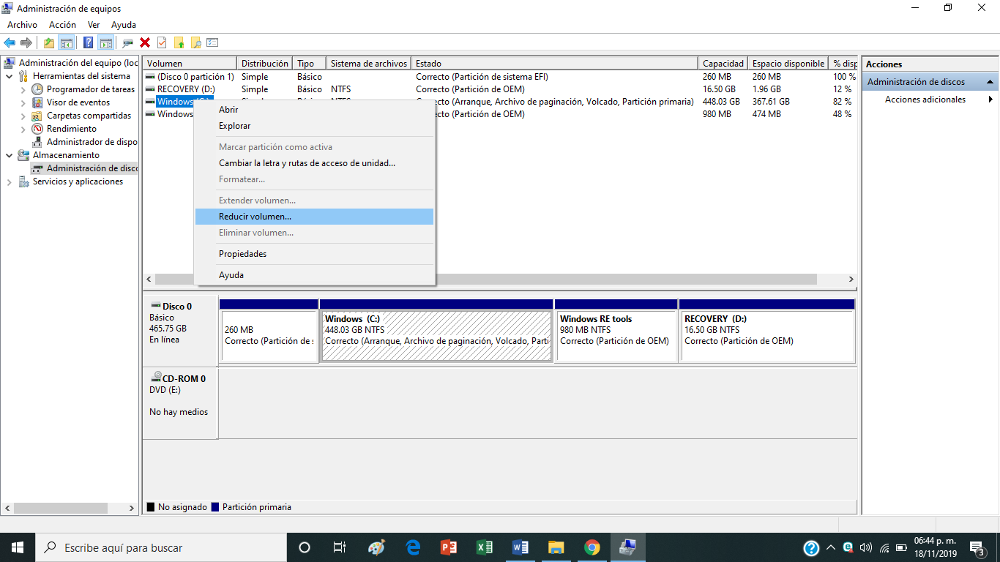 Administración de equipos
Archivo Acción Ver Ayuda
Administración del equipo (loc
Herramientas del sistema
Programador de tareas
Visor de eventos
Carpetas compartidas
Rendimiento
Administrador de dispo
Almacenamiento
Administración de disco
Servicios y aplicaciones
Volumen Distribución Tipo Sistema de archivos Estado Capacidad Espacio disponible % disp
(Disco 0 partición 1) Simple Básico Correcto (Partición de sistema EFI) 260 MB 260 MB 100 %
RECOVERY (D:) Simple Básico NTFS Correcto (Partición de OEM) 16.50 GB 1.96 GB 12 %
Windows (C:) Simple Básico NTFS Correcto (Arranque, Archivo de paginación, Volcado, Partición primaria) 448.03 GB 367.61 GB 82 %
Windows cto (Partición de OEM) 980 MB 474 MB 48 %
Abrir
Explorar
Marcar partición como activa
Cambiar la letra y rutas de acceso de unidad...
Formatear...
Extender volumen...
Reducir volumen...
Eliminar volumen...
Propiedades
Ayuda
Acciones
Administración de discos
Acciones adicionales
Disco 0
Básico
465.75 GB
En línea
260 MB
Correcto (Partición de s
Windows (C:)
448.03 GB NTFS
Correcto (Arranque, Archivo de paginación, Volcado, Parti
Windows RE tools
980 MB NTFS
Correcto (Partición de OEM)
RECOVERY (D:)
16.50 GB NTFS
Correcto (Partición de OEM)
CD-ROM 0
DVD (E:)
No hay medios
No asignado Partición primaria
Escribe aquí para buscar
06:44 p. m.
18/11/2019
3